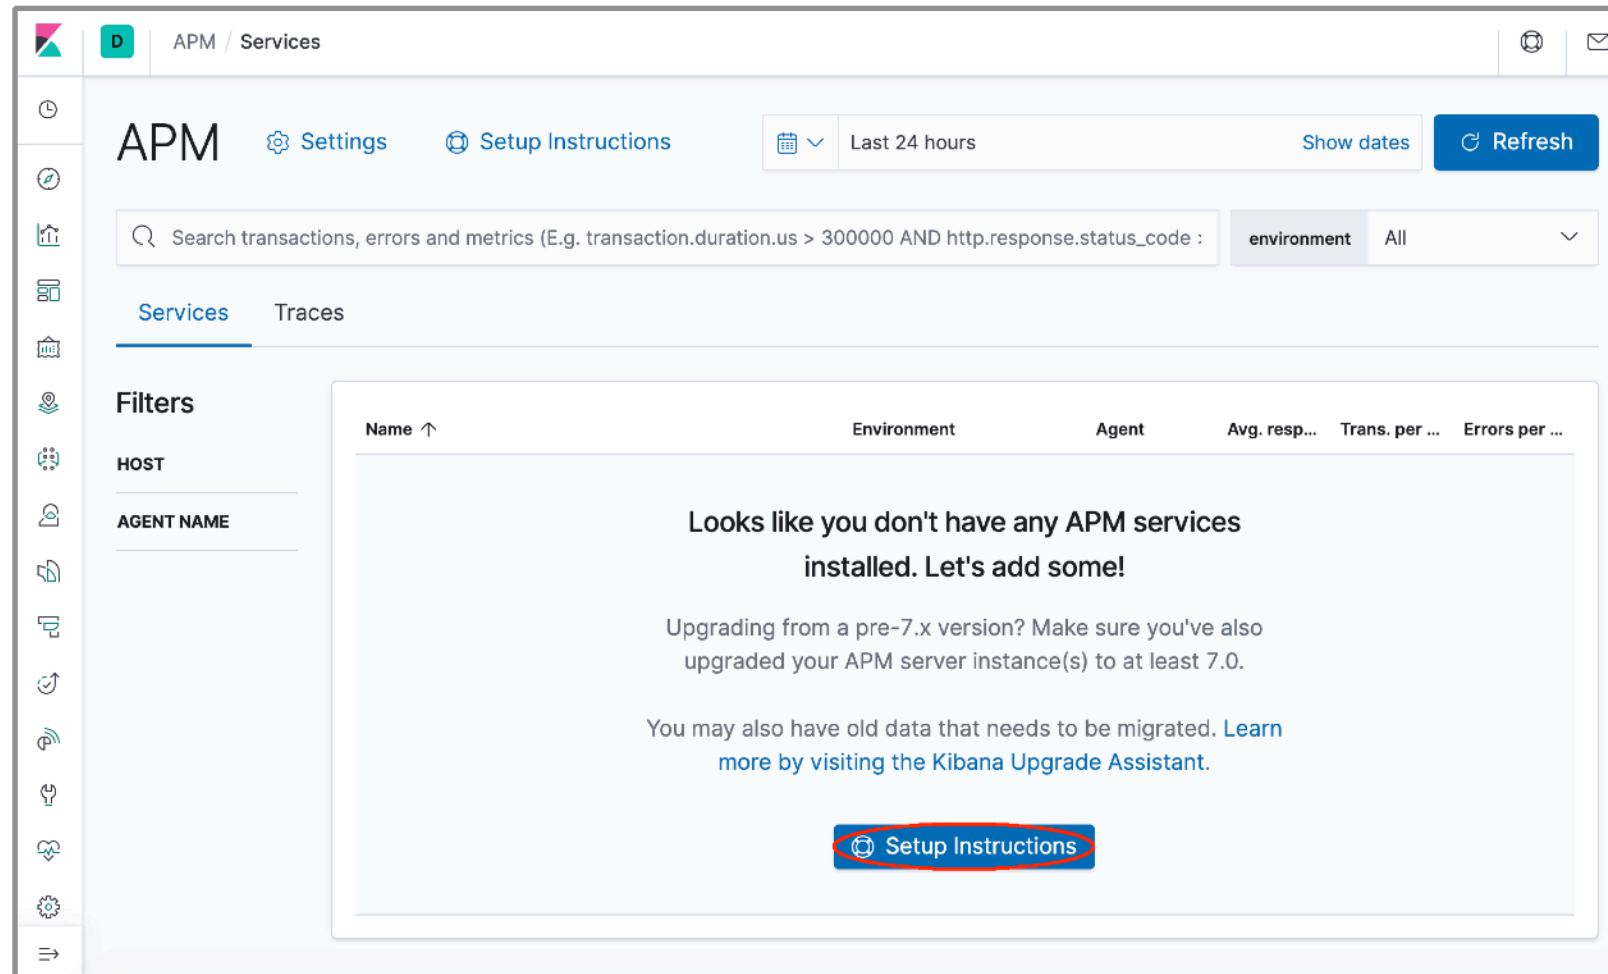 D
APM / Services
APM
Settings
Setup Instructions
Last 24 hours
Show dates
Refresh
Search transactions, errors and metrics (E.g. transaction.duration.us > 300000 AND http.response.status_code >
environment
All
Services
Traces
Filters
HOST
AGENT NAME
Name
Environment
Agent
Avg. resp...
Trans. per ...
Errors per ...
Looks like you don't have any APM services
installed. Let's add some!
Upgrading from a pre-7.x version? Make sure you've also
upgraded your APM server instance(s) to at least 7.0.
You may also have old data that needs to be migrated. Learn
more by visiting the Kibana Upgrade Assistant.
Setup Instructions